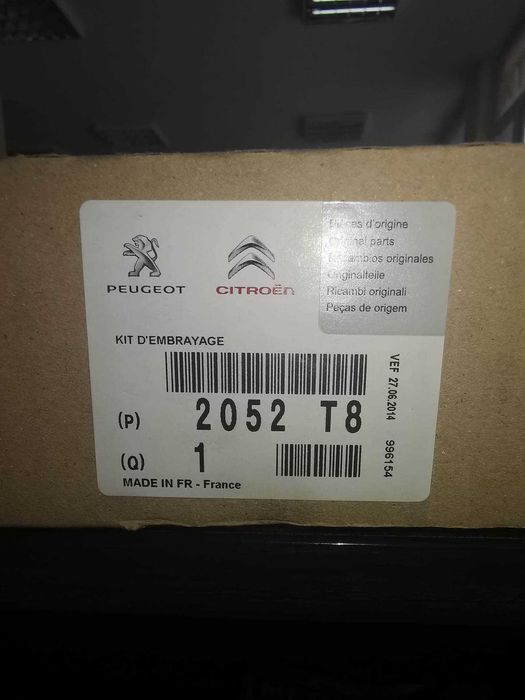 PEUGEOT
CITROËN
Pièces d'origine
Original parts
Recambios originales
Originalteile
Ricambi originali
Peças de origem
KIT D'EMBRAYAGE
(P) 2052 T8
(Q) 1
MADE IN FR - France
VEF 27.06.2014 996154